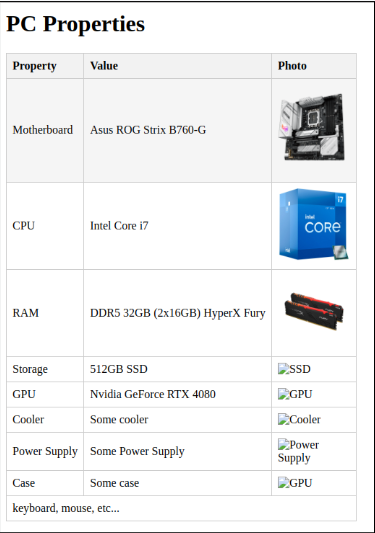 PC Properties
Property Value Photo
Motherboard Asus ROG Strix B760-G
CPU Intel Core i7
i7
intel
CORE
RAM DDR5 32GB (2x16GB) HyperX Fury
Storage 512GB SSD SSD
GPU Nvidia GeForce RTX 4080 GPU
Cooler Some cooler Cooler
Power Supply Some Power Supply Power
Supply
Case Some case GPU
keyboard, mouse, etc...